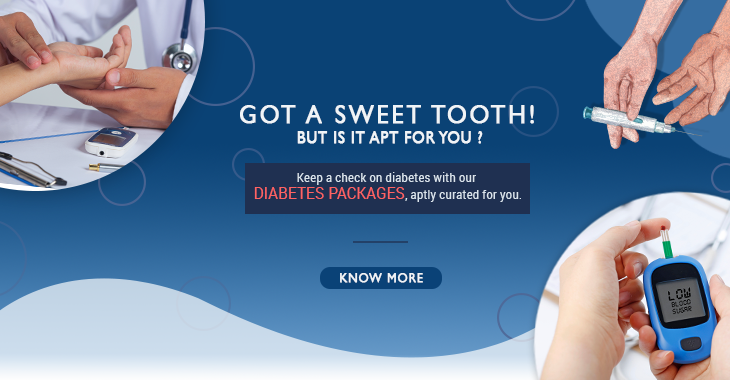 GOT A SWEET TOOTH!
BUT IS IT APT FOR YOU ?
Keep a check on diabetes with our
DIABETES PACKAGES, aptly curated for you.
KNOW MORE
LOW
BLOOD
SUGAR